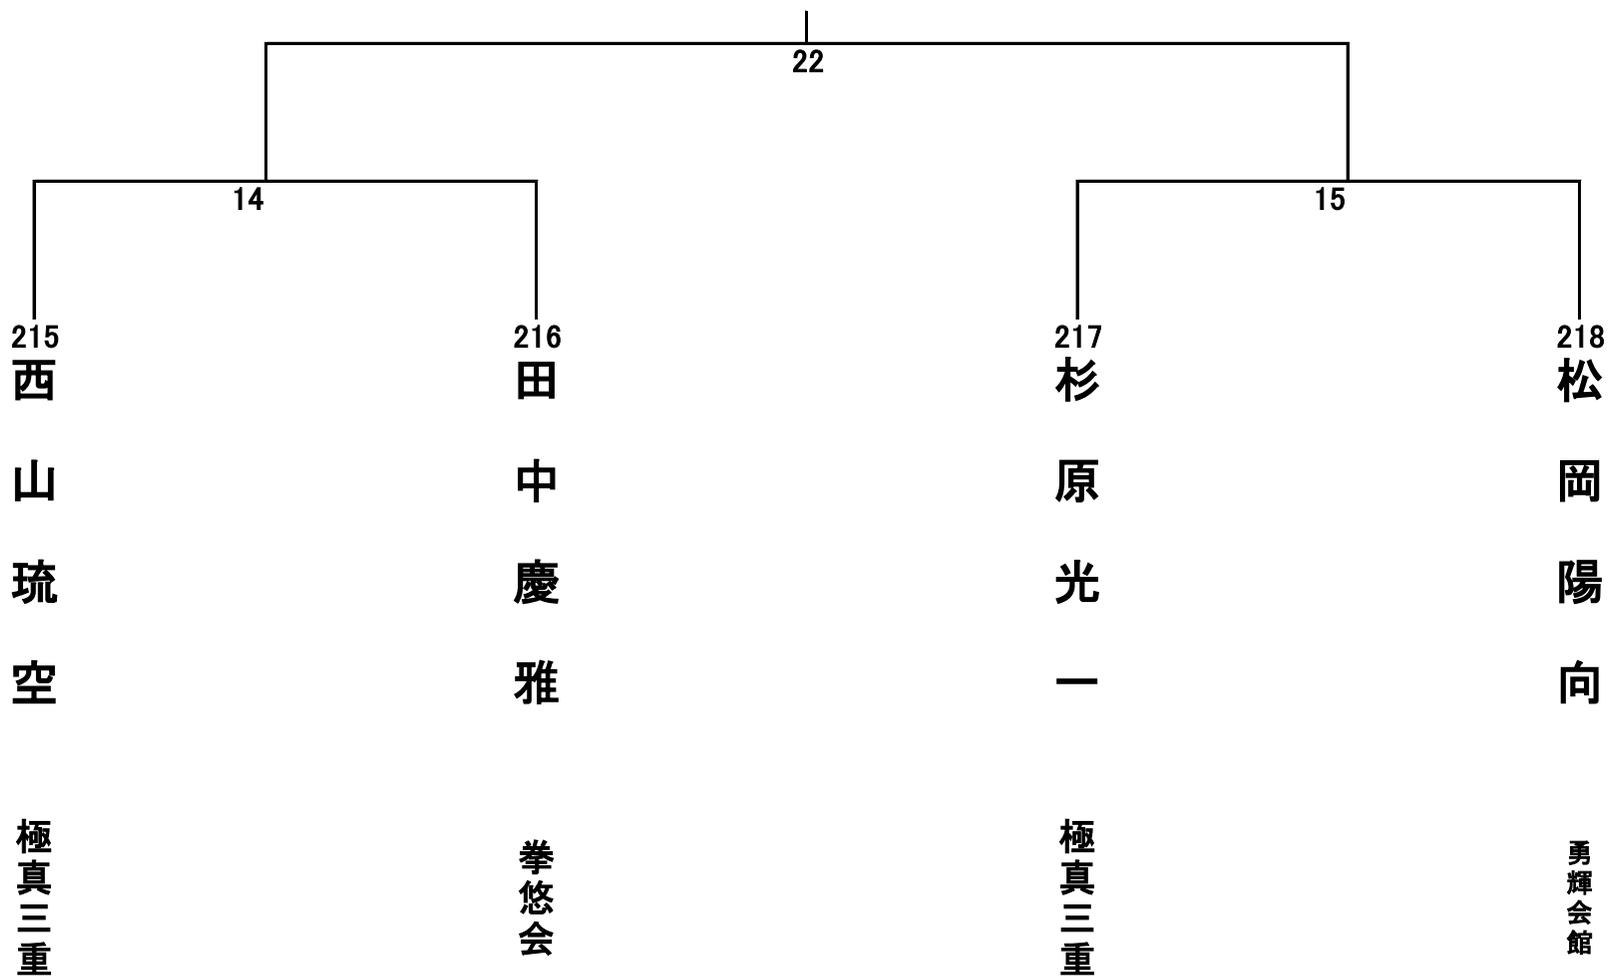 22
14
15
215
西山琉空
極真三重
216
田中慶雅
拳悠会
217
杉原光一
極真三重
218
松岡陽向
勇輝会館